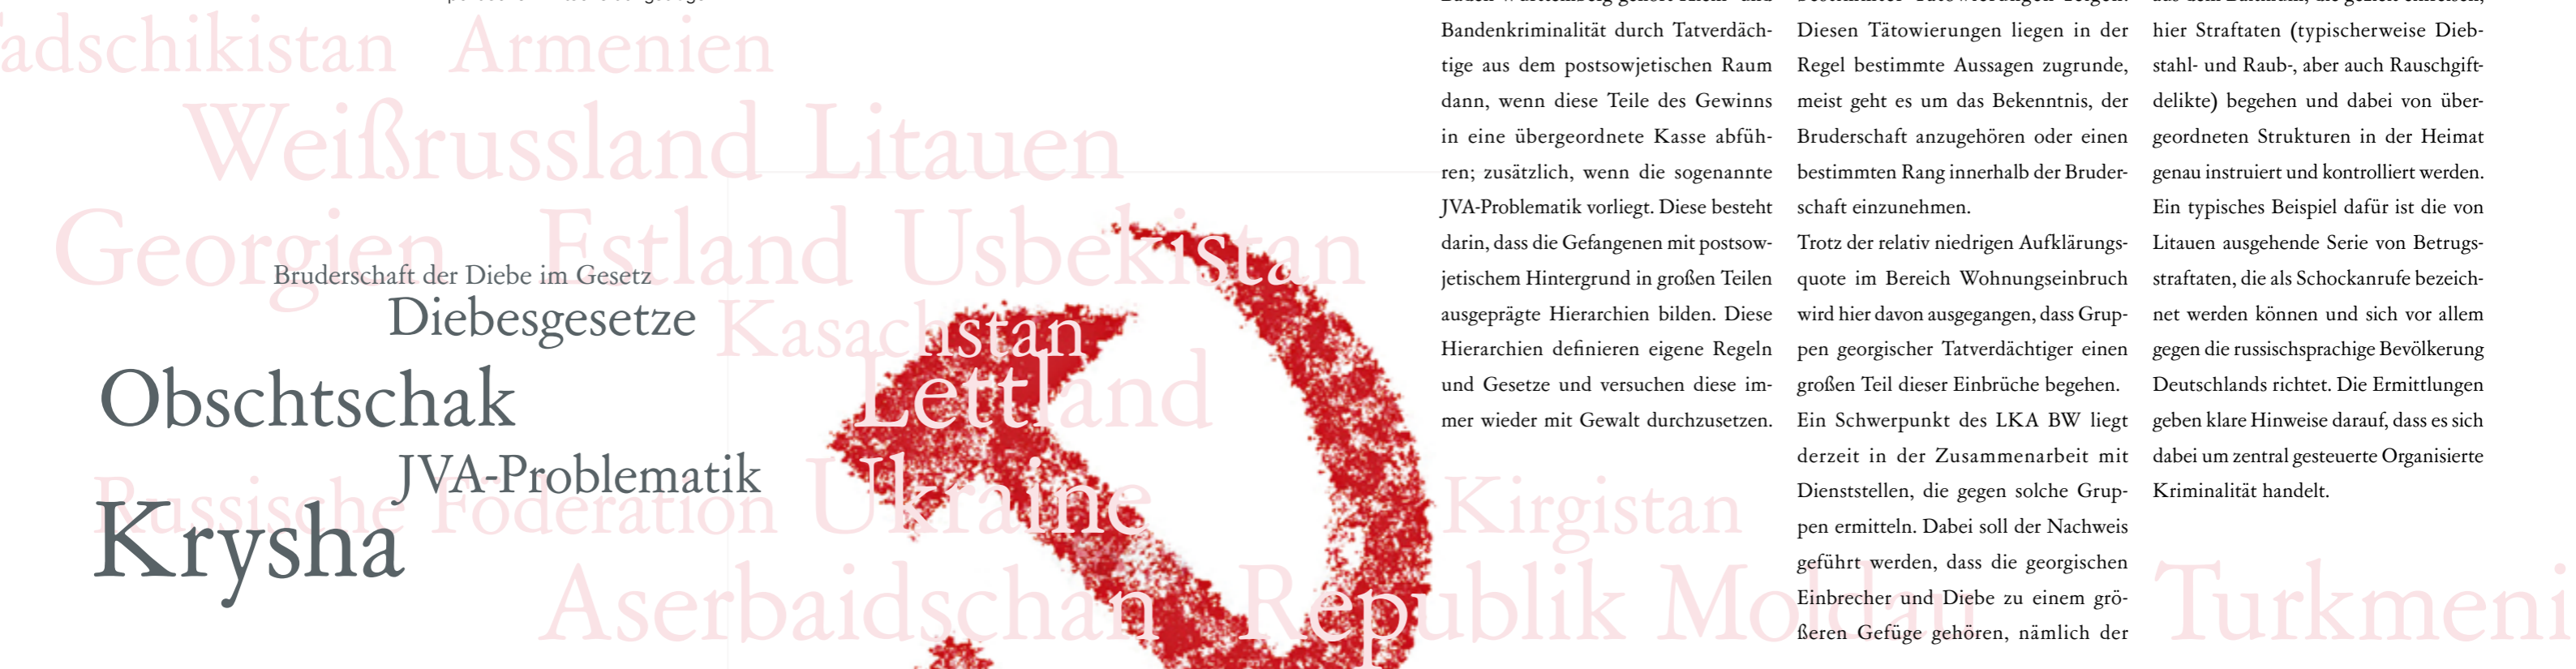 adschikistan Armenien
Weißrussland Litauen
Georgien Estland Usbekistan
Bruderschaft der Diebe im Gesetz
Diebesgesetze
Kasachstan
Lettland
Obschtschak
JVA-Problematik
Russische Föderation Ukraine
Kirgistan
Krysha
Aserbaidschan Republik Moldau
Turkmeni
Bandenkriminalität durch Tatverdäch-
tige aus dem postsowjetischen Raum
dann, wenn diese Teile des Gewinns
in eine übergeordnete Kasse abfüh-
ren; zusätzlich, wenn die sogenannte
JVA-Problematik vorliegt. Diese besteht
darin, dass die Gefangenen mit postsow-
jetischem Hintergrund in großen Teilen
ausgeprägte Hierarchien bilden. Diese
Hierarchien definieren eigene Regeln
und Gesetze und versuchen diese im-
mer wieder mit Gewalt durchzusetzen.
Diesen Tätowierungen liegen in der
Regel bestimmte Aussagen zugrunde,
meist geht es um das Bekenntnis, der
Bruderschaft anzugehören oder einen
bestimmten Rang innerhalb der Bruder-
schaft einzunehmen.
Trotz der relativ niedrigen Aufklärungs-
quote im Bereich Wohnungseinbruch
wird hier davon ausgegangen, dass Grup-
pen georgischer Tatverdächtiger einen
großen Teil dieser Einbrüche begehen.
Ein Schwerpunkt des LKA BW liegt
derzeit in der Zusammenarbeit mit
Dienststellen, die gegen solche Grup-
pen ermitteln. Dabei soll der Nachweis
geführt werden, dass die georgischen
Einbrecher und Diebe zu einem grö-
ßeren Gefüge gehören, nämlich der
hier Straftaten (typischerweise Dieb-
stahl- und Raub-, aber auch Rauschgift-
delikte) begehen und dabei von über-
geordneten Strukturen in der Heimat
genau instruiert und kontrolliert werden.
Ein typisches Beispiel dafür ist die von
Litauen ausgehende Serie von Betrugs-
straftaten, die als Schockanrufe bezeich-
net werden können und sich vor allem
gegen die russischsprachige Bevölkerung
Deutschlands richtet. Die Ermittlungen
geben klare Hinweise darauf, dass es sich
dabei um zentral gesteuerte Organisierte
Kriminalität handelt.